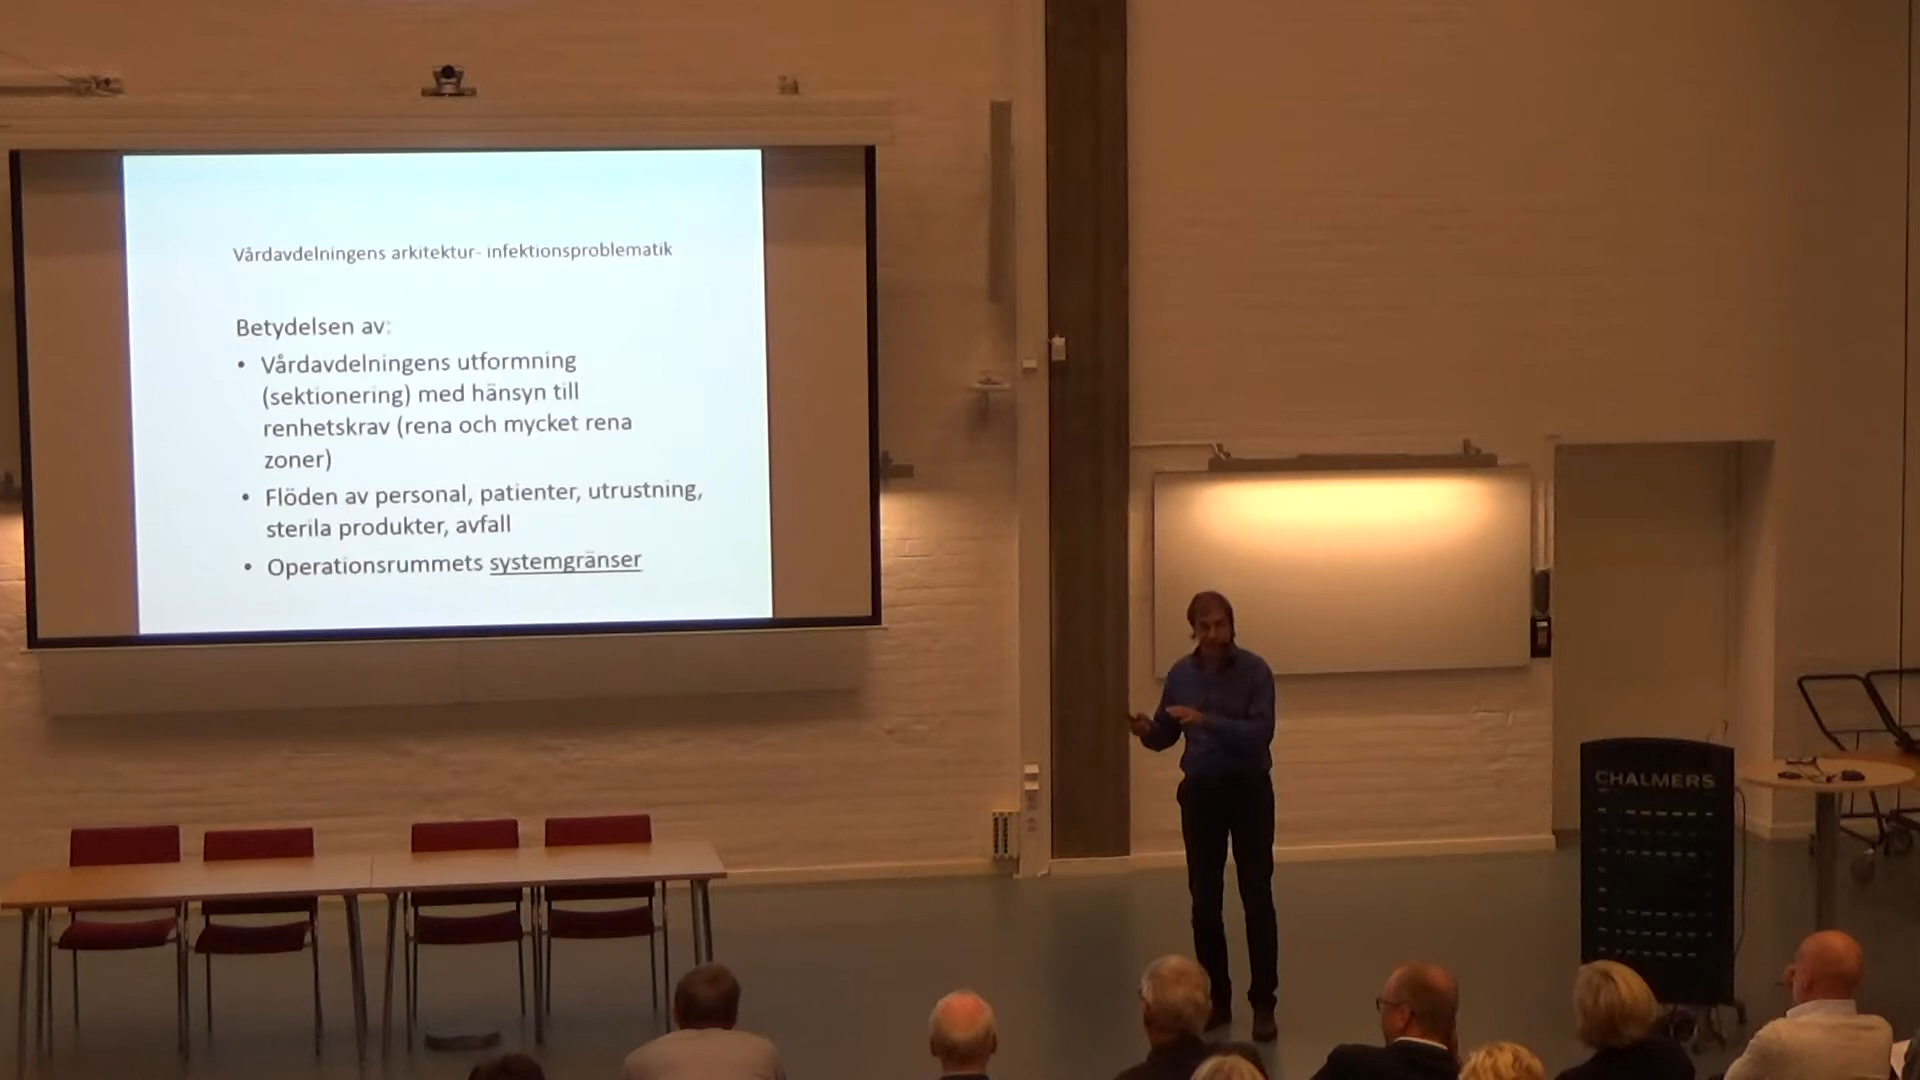 Vårdavdelningens arkitektur- infektionsproblematik
Betydelsen av:
• Vårdavdelningens utformning
(sektionering) med hänsyn till
renhetskrav (rena och mycket rena
zoner)
• Flöden av personal, patienter, utrustning,
sterila produkter, avfall
• Operationsrummets systemgränser
CHALMERS